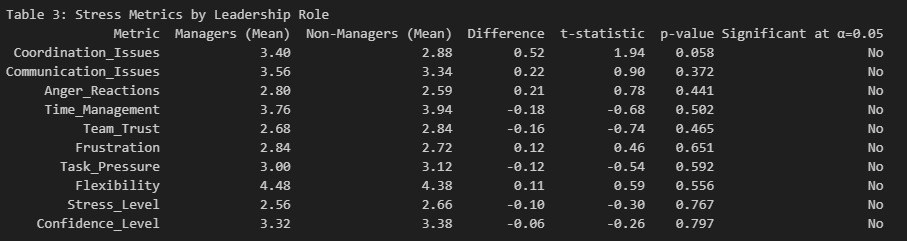 Table 3: Stress Metrics by Leadership Role
Metric Managers (Mean) Non-Managers (Mean) Difference t-statistic p-value Significant at α=0.05
Coordination_Issues 3.40 2.88 0.52 1.94 0.058 No
Communication_Issues 3.56 3.34 0.22 0.90 0.372 No
Anger_Reactions 2.80 2.59 0.21 0.78 0.441 No
Time_Management 3.76 3.94 -0.18 -0.68 0.502 No
Team_Trust 2.68 2.84 -0.16 -0.74 0.465 No
Frustration 2.84 2.72 0.12 0.46 0.651 No
Task_Pressure 3.00 3.12 -0.12 -0.54 0.592 No
Flexibility 4.48 4.38 0.11 0.59 0.556 No
Stress_Level 2.56 2.66 -0.10 -0.30 0.767 No
Confidence_Level 3.32 3.38 -0.06 -0.26 0.797 No